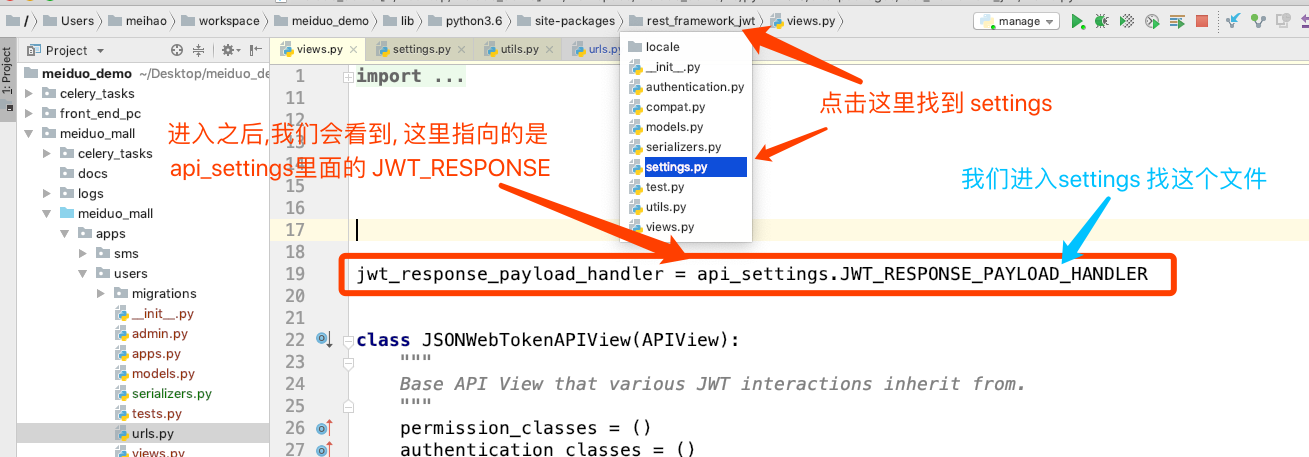 / Users meihao workspace meiduo_demo lib python3.6 site-packages rest_framework_jwt views.py manage
1: Project
Project
views.py settings.py utils.py urls.py
meiduo_demo ~/Desktop/meiduo_de
celery_tasks
front_end_pc
meiduo_mall
celery_tasks
docs
logs
meiduo_mall
apps
sms
users
migrations
__init__.py
admin.py
apps.py
models.py
serializers.py
tests.py
urls.py
views.py
locale
__init__.py
authentication.py
compat.py
models.py
serializers.py
settings.py
test.py
utils.py
views.py
点击这里找到 settings
进入之后,我们会看到, 这里指向的是
api_settings里面的 JWT_RESPONSE
我们进入settings 找这个文件
1 import ...
11
12
15
16
17
18
19 jwt_response_payload_handler = api_settings.JWT_RESPONSE_PAYLOAD_HANDLER
20
21
22 class JSONWebTokenAPIView(APIView):
23 """
24 Base API View that various JWT interactions inherit from.
25 """
26 permission_classes = ()
27 authentication_classes = ()